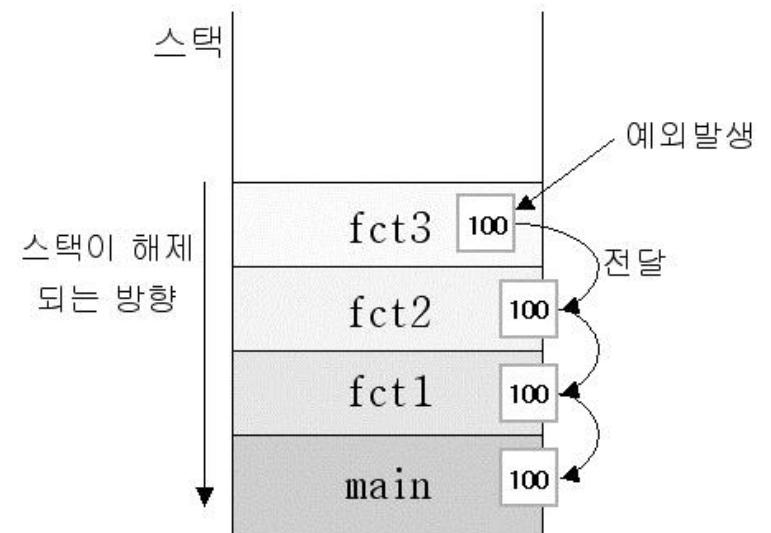 스택
예외발생
fct3 100
스택이 해제
되는 방향
전달
fct2 100
fct1 100
main 100